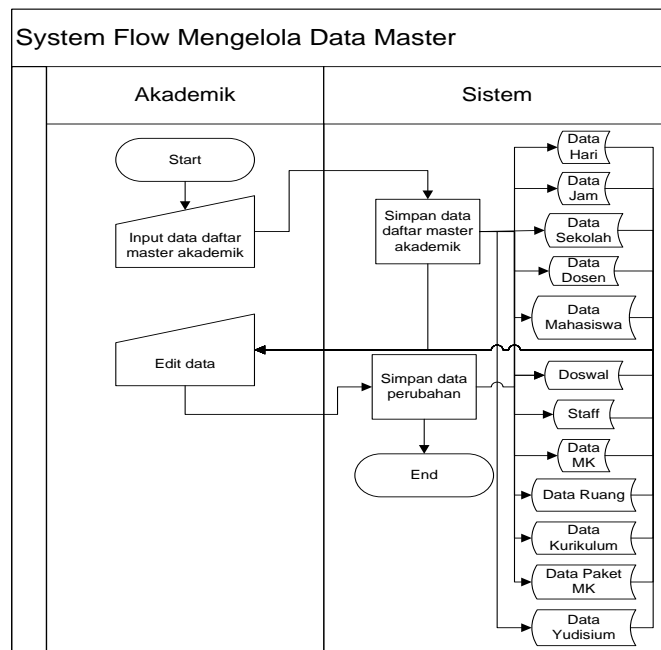 System Flow Mengelola Data Master
Akademik
Sistem
Start
Input data daftar
master akademik
Simpan data
daftar master
akademik
Data
Hari
Data
Jam
Data
Sekolah
Data
Dosen
Data
Mahasiswa
Edit data
Simpan data
perubahan
End
Doswal
Staff
Data
MK
Data Ruang
Data
Kurikulum
Data Paket
MK
Data
Yudisium